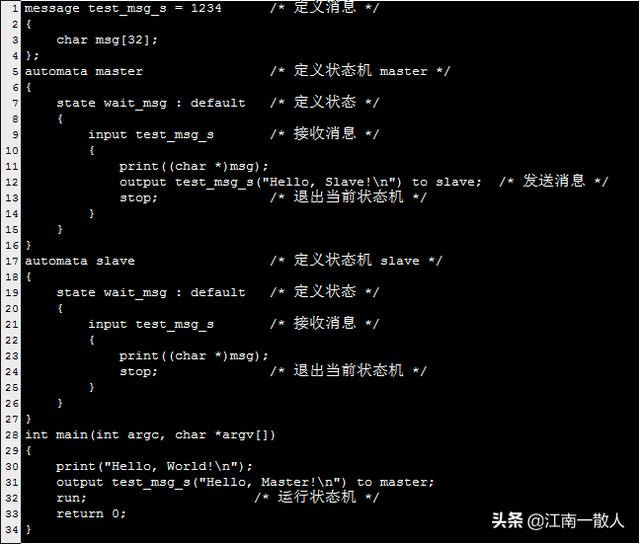 1 message test_msg_s = 1234 /* 定义消息 */
2 {
3 char msg[32];
4 };
5 automata master /* 定义状态机 master */
6 {
7 state wait_msg : default /* 定义状态 */
8 {
9 input test_msg_s /* 接收消息 */
10 {
11 print((char *)msg);
12 output test_msg_s("Hello, Slave!\n") to slave; /* 发送消息 */
13 stop; /* 退出当前状态机 */
14 }
15 }
16 }
17 automata slave /* 定义状态机 slave */
18 {
19 state wait_msg : default /* 定义状态 */
20 {
21 input test_msg_s /* 接收消息 */
22 {
23 print((char *)msg);
24 stop; /* 退出当前状态机 */
25 }
26 }
27 }
28 int main(int argc, char *argv[])
29 {
30 print("Hello, World!\n");
31 output test_msg_s("Hello, Master!\n") to master;
32 run; /* 运行状态机 */
33 return 0;
34 }
头条 @江南一散人